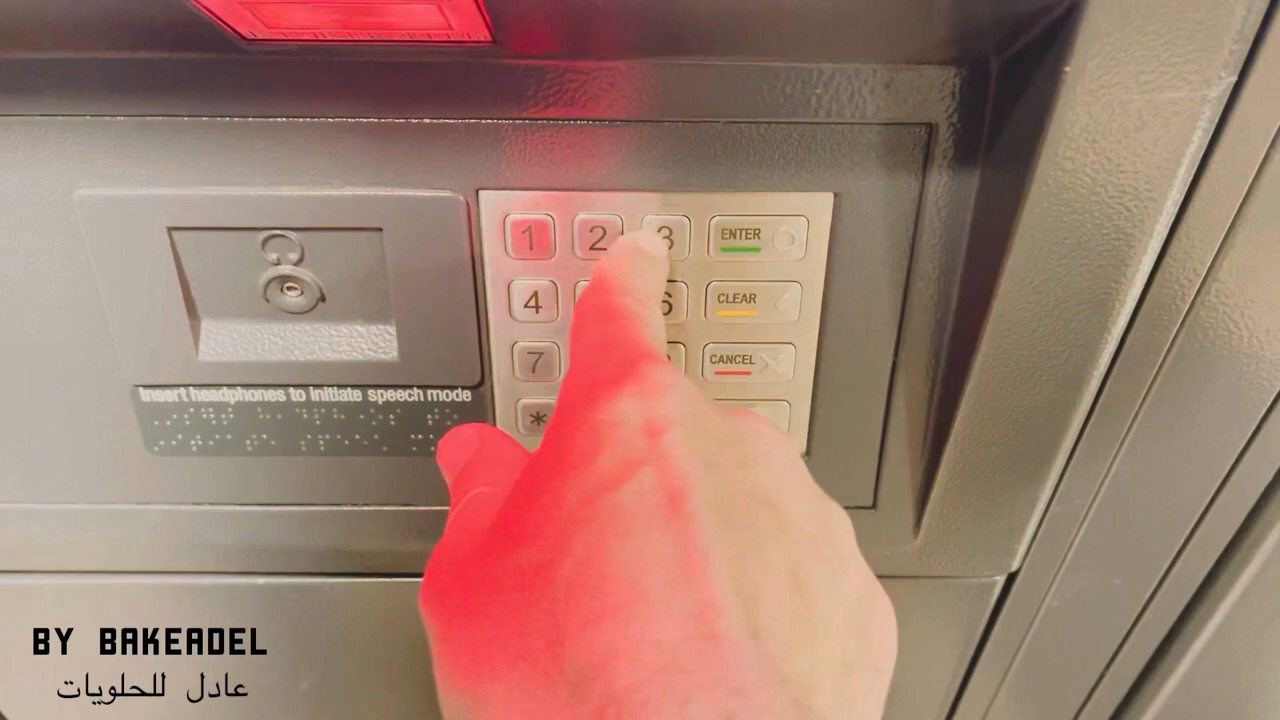 1 2 3 ENTER
4 6 CLEAR
7 CANCEL
*
Insert headphones to initiate speech mode
BY BAKEADEL
عادل للحلويات